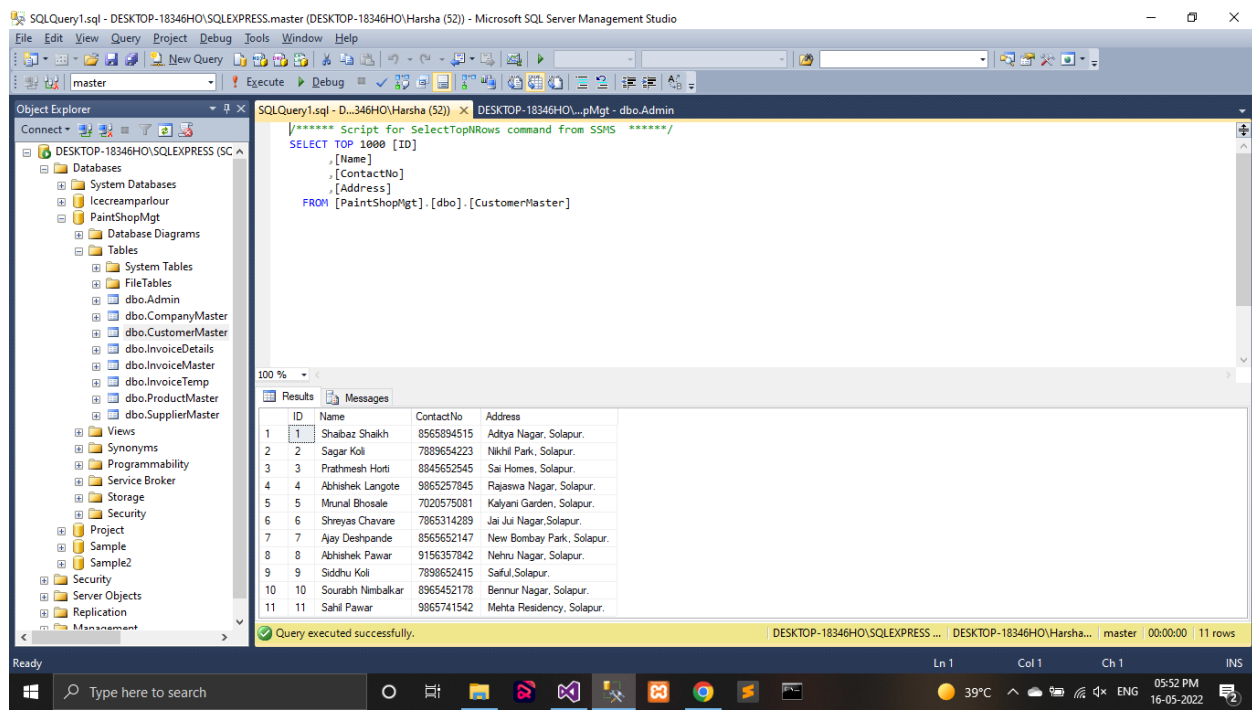 SQLQuery1.sql - DESKTOP-18346HO\SQLEXPRESS.master (DESKTOP-18346HO\Harsha (52)) - Microsoft SQL Server Management Studio
File Edit View Query Project Debug Tools Window Help
New Query
master Execute Debug
Object Explorer
Connect
DESKTOP-18346HO\SQLEXPRESS (SC
Databases
System Databases
Icecreamparlour
PaintShopMgt
Database Diagrams
Tables
System Tables
FileTables
dbo.Admin
dbo.CompanyMaster
dbo.CustomerMaster
dbo.InvoiceDetails
dbo.InvoiceMaster
dbo.InvoiceTemp
dbo.ProductMaster
dbo.SupplierMaster
Views
Synonyms
Programmability
Service Broker
Storage
Security
Project
Sample
Sample2
Security
Server Objects
Replication
Management
SQLQuery1.sql - D...346HO\Harsha (52)) DESKTOP-18346HO\...pMgt - dbo.Admin
/****** Script for SelectTopNRows command from SSMS ******/
SELECT TOP 1000 [ID]
,[Name]
,[ContactNo]
,[Address]
FROM [PaintShopMgt].[dbo].[CustomerMaster]
100 %
Results Messages
ID Name ContactNo Address
1 1 Shaibaz Shaikh 8565894515 Aditya Nagar, Solapur.
2 2 Sagar Koli 7889654223 Nikhil Park, Solapur.
3 3 Prathmesh Horti 8845652545 Sai Homes, Solapur.
4 4 Abhishek Langote 9865257845 Rajaswa Nagar, Solapur.
5 5 Mrunal Bhosale 7020575081 Kalyani Garden, Solapur.
6 6 Shreyas Chavare 7865314289 Jai Jui Nagar,Solapur.
7 7 Ajay Deshpande 8565652147 New Bombay Park, Solapur.
8 8 Abhishek Pawar 9156357842 Nehru Nagar, Solapur.
9 9 Siddhu Koli 7898652415 Saiful,Solapur.
10 10 Sourabh Nimbalkar 8965452178 Bennur Nagar, Solapur.
11 11 Sahil Pawar 9865741542 Mehta Residency, Solapur.
Query executed successfully. DESKTOP-18346HO\SQLEXPRESS ... DESKTOP-18346HO\Harsha... master 00:00:00 11 rows
Ready Ln 1 Col 1 Ch 1 INS
Type here to search 39°C ENG 05:52 PM
16-05-2022 2